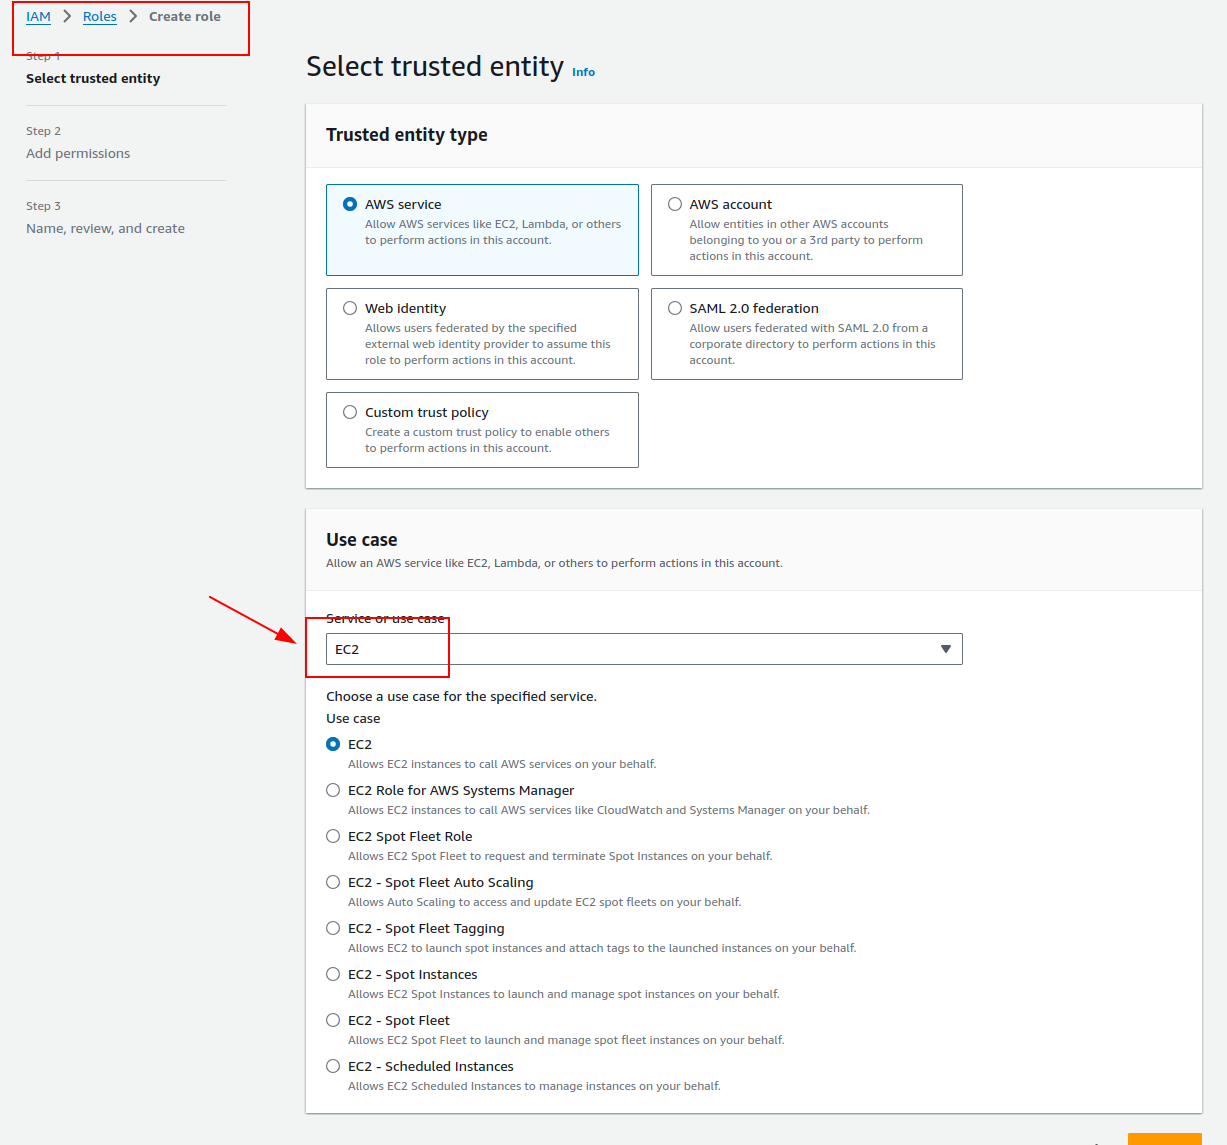 IAM > Roles > Create role
Step 1
Select trusted entity
Step 2
Add permissions
Step 3
Name, review, and create
Select trusted entity Info
Trusted entity type
AWS service
Allow AWS services like EC2, Lambda, or others
to perform actions in this account.
AWS account
Allow entities in other AWS accounts
belonging to you or a 3rd party to perform
actions in this account.
Web identity
Allows users federated by the specified
external web identity provider to assume this
role to perform actions in this account.
SAML 2.0 federation
Allow users federated with SAML 2.0 from a
corporate directory to perform actions in this
account.
Custom trust policy
Create a custom trust policy to enable others
to perform actions in this account.
Use case
Allow an AWS service like EC2, Lambda, or others to perform actions in this account.
Service or use case
EC2
Choose a use case for the specified service.
Use case
EC2
Allows EC2 instances to call AWS services on your behalf.
EC2 Role for AWS Systems Manager
Allows EC2 instances to call AWS services like CloudWatch and Systems Manager on your behalf.
EC2 Spot Fleet Role
Allows EC2 Spot Fleet to request and terminate Spot Instances on your behalf.
EC2 - Spot Fleet Auto Scaling
Allows Auto Scaling to access and update EC2 spot fleets on your behalf.
EC2 - Spot Fleet Tagging
Allows EC2 to launch spot instances and attach tags to the launched instances on your behalf.
EC2 - Spot Instances
Allows EC2 Spot Instances to launch and manage spot instances on your behalf.
EC2 - Spot Fleet
Allows EC2 Spot Fleet to launch and manage spot fleet instances on your behalf.
EC2 - Scheduled Instances
Allows EC2 Scheduled Instances to manage instances on your behalf.